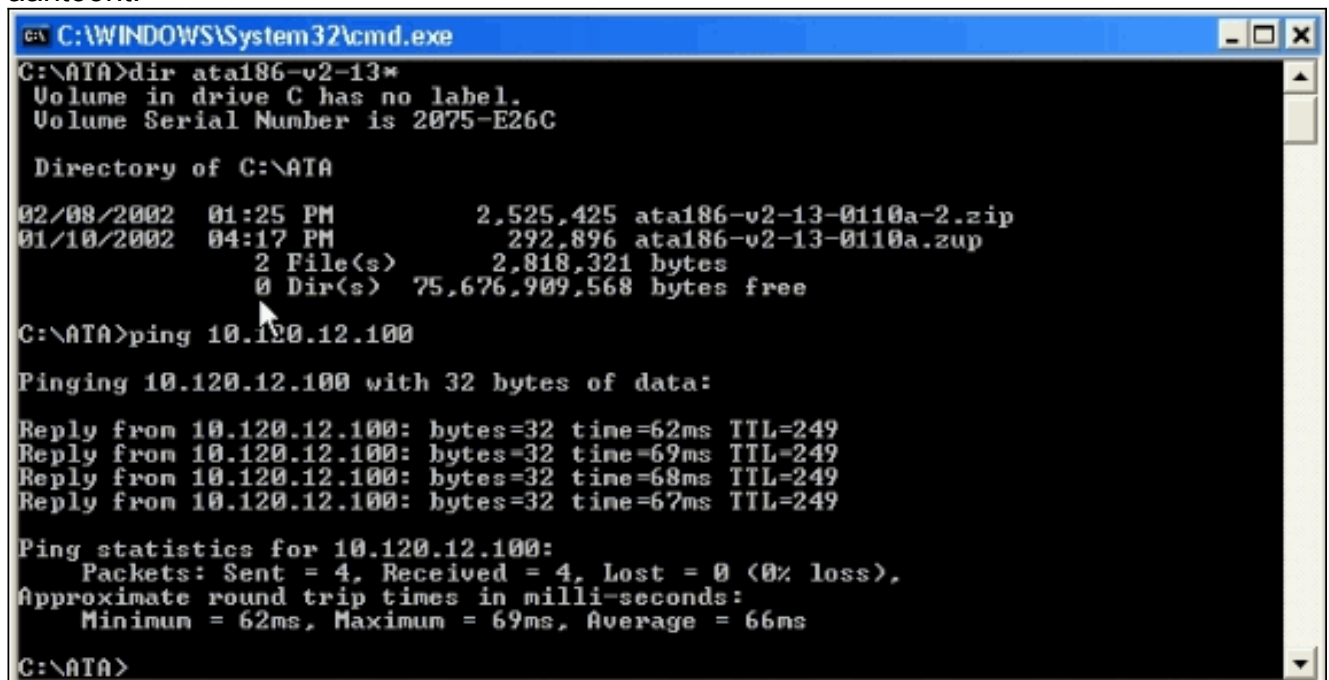 C:\WINDOWS\System32\cmd.exe
C:\ATA>dir ata186-v2-13*
Volume in drive C has no label.
Volume Serial Number is 2075-E26C
Directory of C:\ATA
02/08/2002 01:25 PM 2,525,425 ata186-v2-13-0110a-2.zip
01/10/2002 04:17 PM 292,896 ata186-v2-13-0110a.zup
2 File(s) 2,818,321 bytes
0 Dir(s) 75,676,909,568 bytes free
C:\ATA>ping 10.120.12.100
Pinging 10.120.12.100 with 32 bytes of data:
Reply from 10.120.12.100: bytes=32 time=62ms TTL=249
Reply from 10.120.12.100: bytes=32 time=69ms TTL=249
Reply from 10.120.12.100: bytes=32 time=68ms TTL=249
Reply from 10.120.12.100: bytes=32 time=67ms TTL=249
Ping statistics for 10.120.12.100:
Packets: Sent = 4, Received = 4, Lost = 0 (0% loss),
Approximate round trip times in milli-seconds:
Minimum = 62ms, Maximum = 69ms, Average = 66ms
C:\ATA>